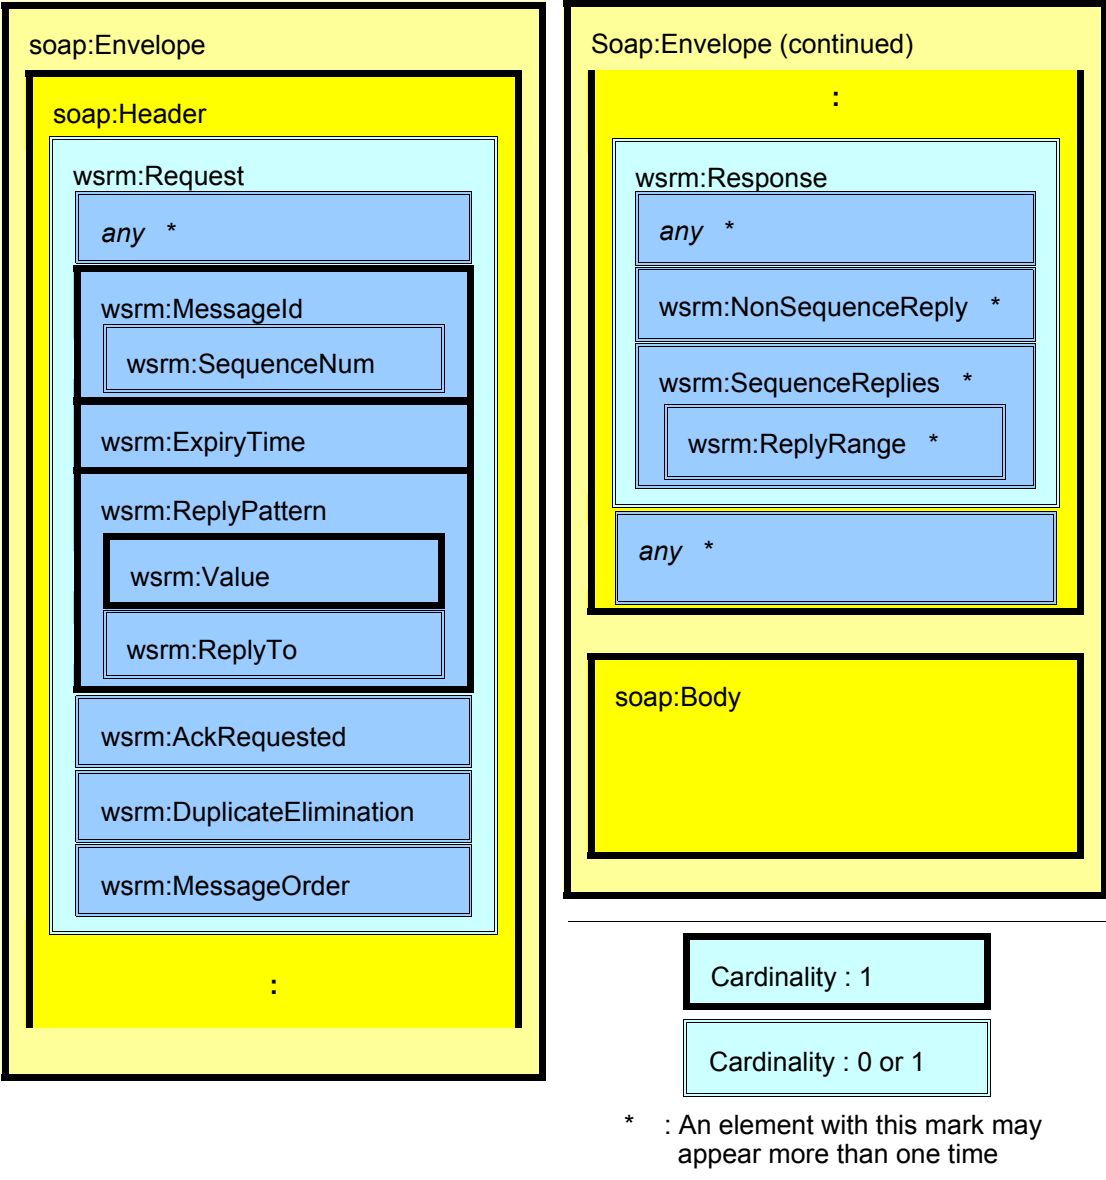 soap:Envelope
soap:Header
wsrm:Request
any *
wsrm:MessageId
wsrm:SequenceNum
wsrm:ExpiryTime
wsrm:ReplyPattern
wsrm:Value
wsrm:ReplyTo
wsrm:AckRequested
wsrm:DuplicateElimination
wsrm:MessageOrder
:
Soap:Envelope (continued)
:
wsrm:Response
any *
wsrm:NonSequenceReply *
wsrm:SequenceReplies *
wsrm:ReplyRange *
any *
soap:Body
Cardinality : 1
Cardinality : 0 or 1
* : An element with this mark may
appear more than one time